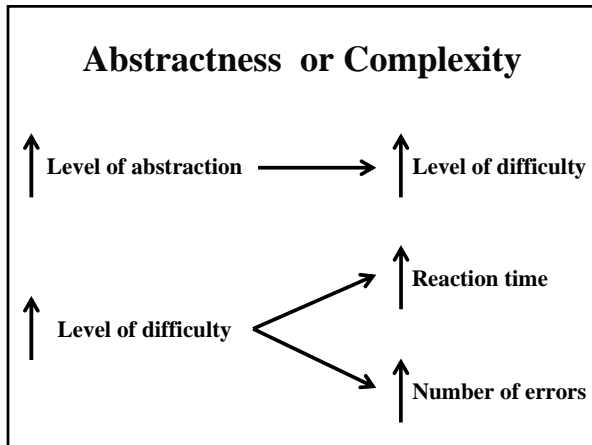 Abstractness or Complexity
Level of abstraction
Level of difficulty
Level of difficulty
Reaction time
Number of errors